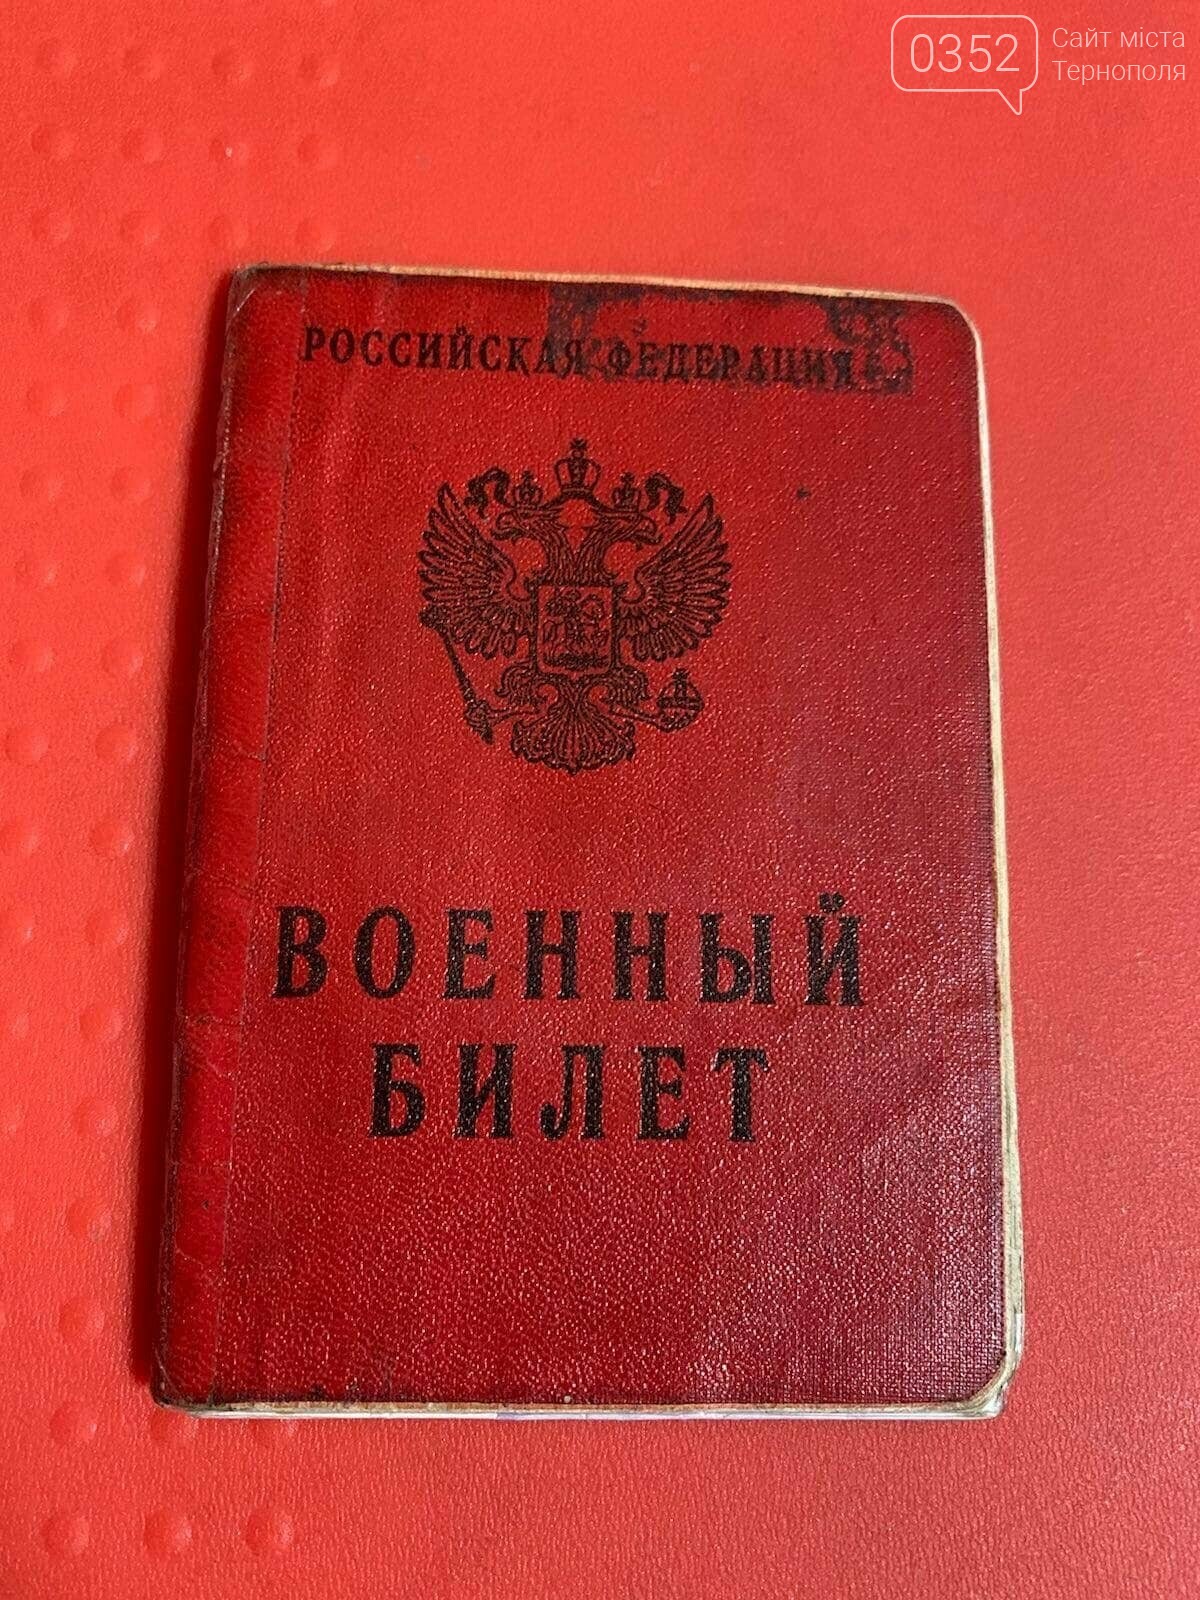 0352 Сайт міста
Тернополя
РОССИЙСКАЯ ФЕДЕРАЦИЯ
ВОЕННЫЙ
БИЛЕТ